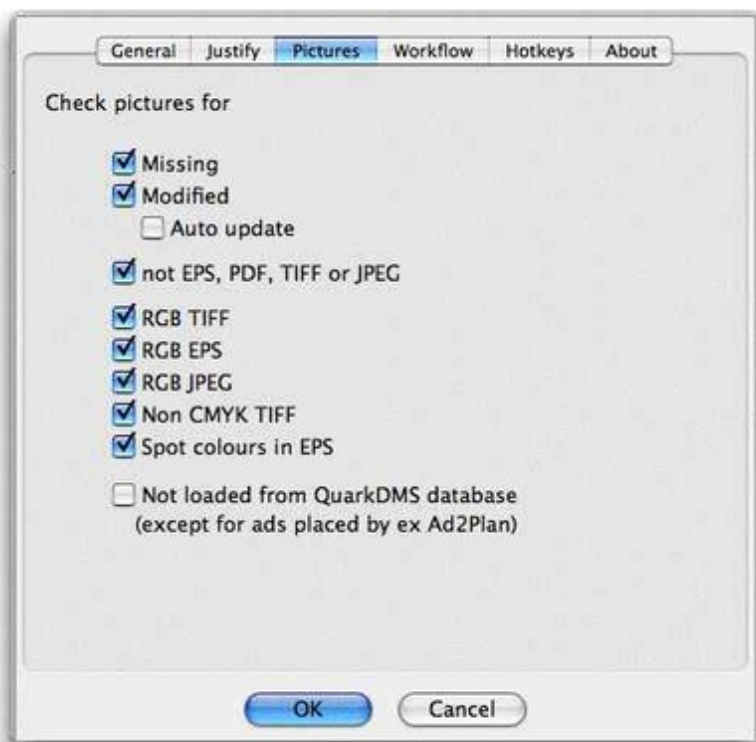 General Justify Pictures Workflow Hotkeys About
Check pictures for
Missing
Modified
Auto update
not EPS, PDF, TIFF or JPEG
RGB TIFF
RGB EPS
RGB JPEG
Non CMYK TIFF
Spot colours in EPS
Not loaded from QuarkDMS database
(except for ads placed by ex Ad2Plan)
OK Cancel